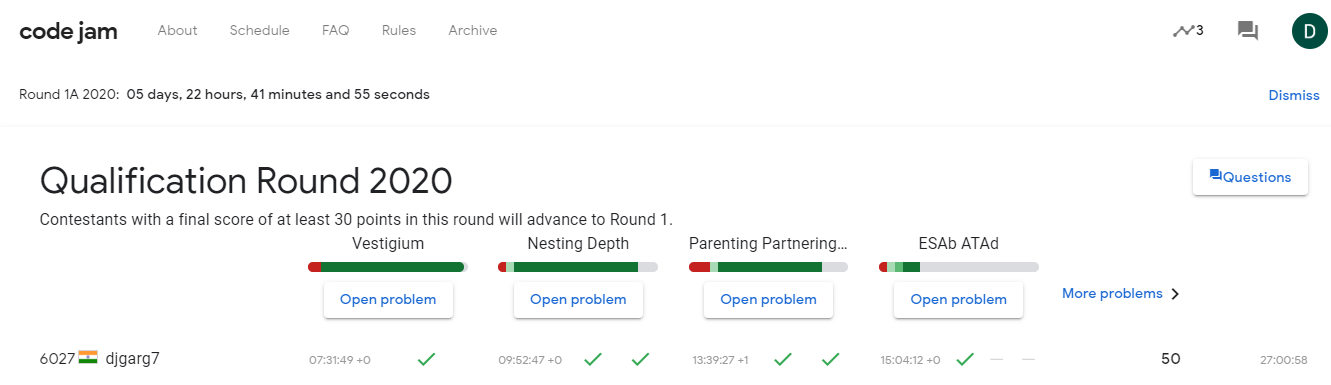 code jam About Schedule FAQ Rules Archive 3 D
Round 1A 2020: 05 days, 22 hours, 41 minutes and 55 seconds Dismiss
Qualification Round 2020 Questions
Contestants with a final score of at least 30 points in this round will advance to Round 1.
Vestigium Nesting Depth Parenting Partnering... ESAb ATAd
Open problem Open problem Open problem Open problem More problems
6027 djgarg7 07:31:49 +0 09:52:47 +0 13:39:27 +1 15:04:12 +0 50 27:00:58